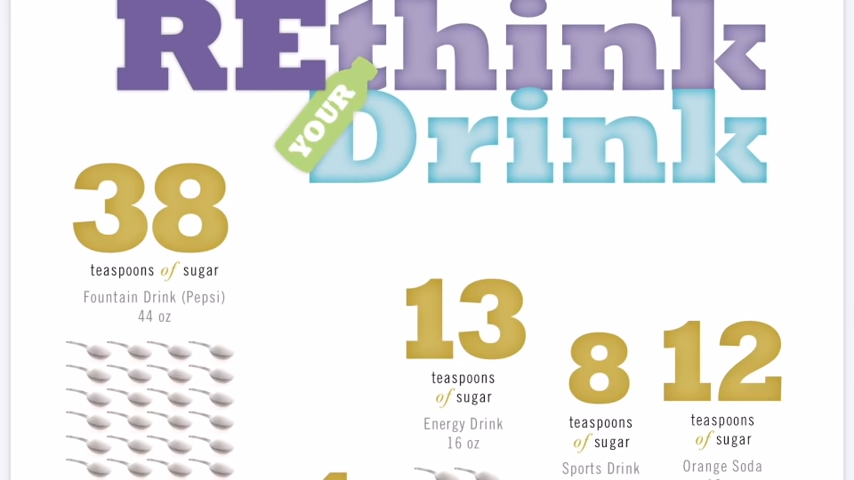 REthink
YOUR
Drink
38
teaspoons of sugar
Fountain Drink (Pepsi)
44 oz
13
teaspoons
of sugar
Energy Drink
16 oz
8
teaspoons
of sugar
Sports Drink
12
teaspoons
of sugar
Orange Soda